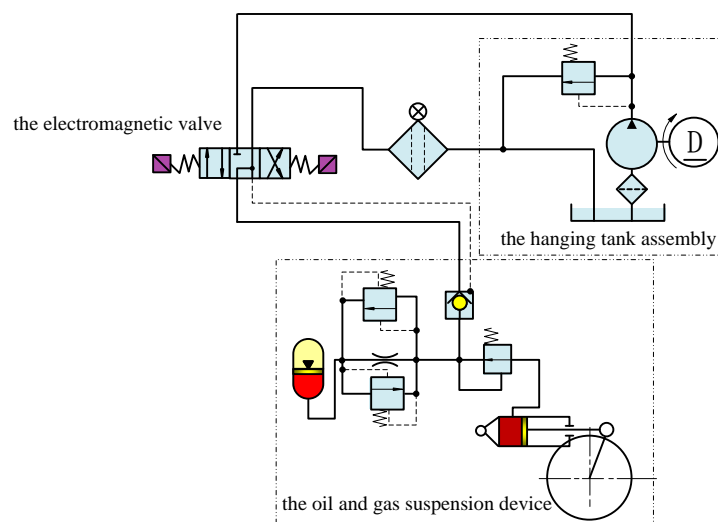 the electromagnetic valve
D
the hanging tank assembly
the oil and gas suspension device